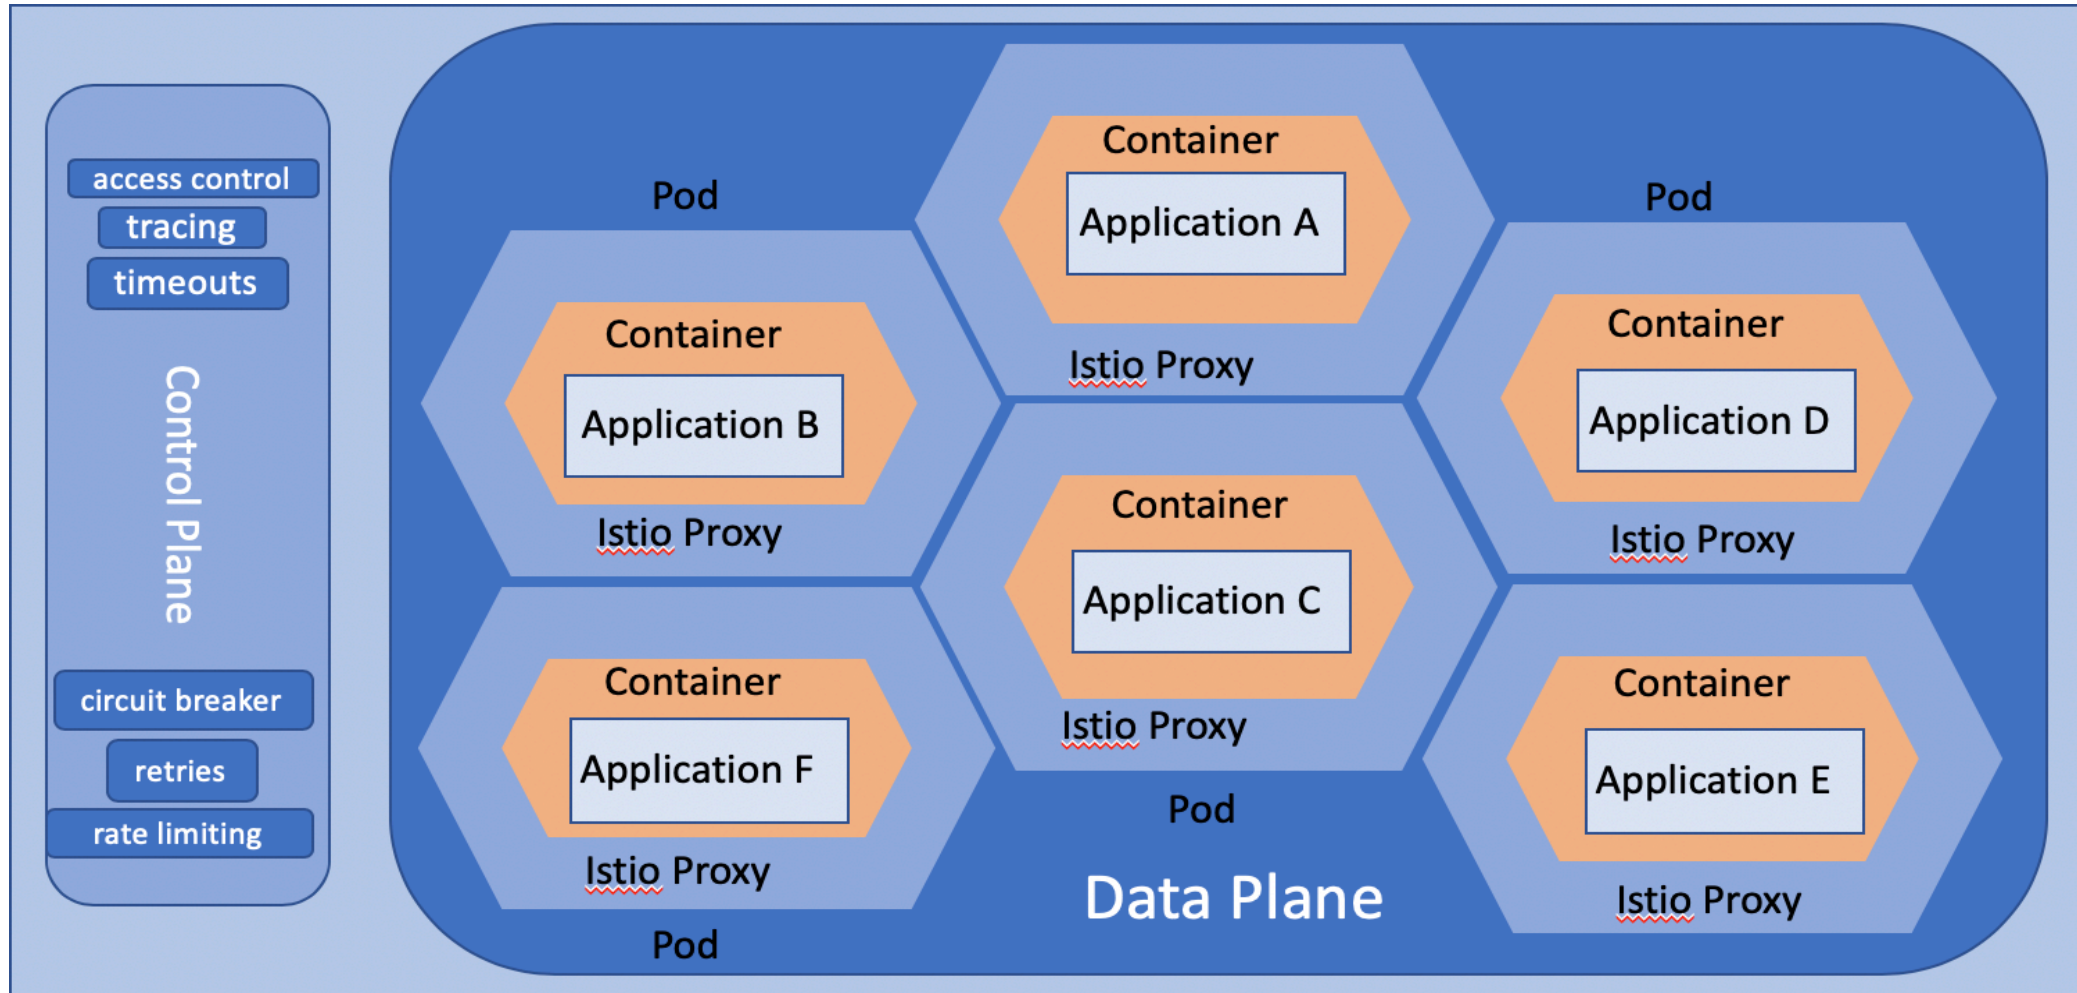 access control
tracing
timeouts
Control Plane
circuit breaker
retries
rate limiting
Container
Application A
Istio Proxy
Pod
Container
Application B
Istio Proxy
Pod
Container
Application D
Istio Proxy
Container
Application C
Istio Proxy
Pod
Container
Application F
Istio Proxy
Pod
Container
Application E
Istio Proxy
Data Plane